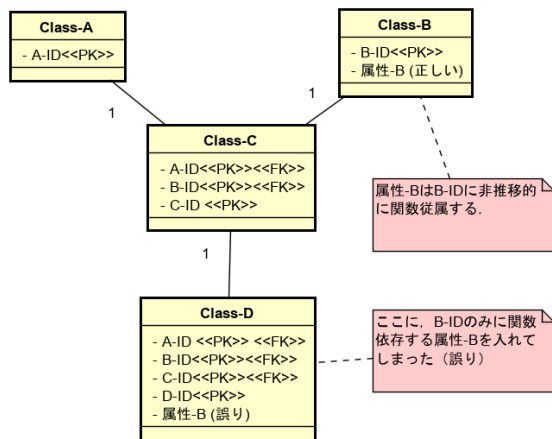 Class-A
- A-ID<<PK>>
Class-B
- B-ID<<PK>>
- 属性-B (正しい)
1
1
Class-C
- A-ID<<PK>><<FK>>
- B-ID<<PK>><<FK>>
- C-ID <<PK>>
属性-BはB-IDに非推移的
に関数従属する.
1
Class-D
- A-ID <<PK>> <<FK>>
- B-ID<<PK>><<FK>>
- C-ID<<PK>><<FK>>
- D-ID<<PK>>
- 属性-B (誤り)
ここに，B-IDのみに関数
依存する属性-Bを入れて
しまった（誤り）